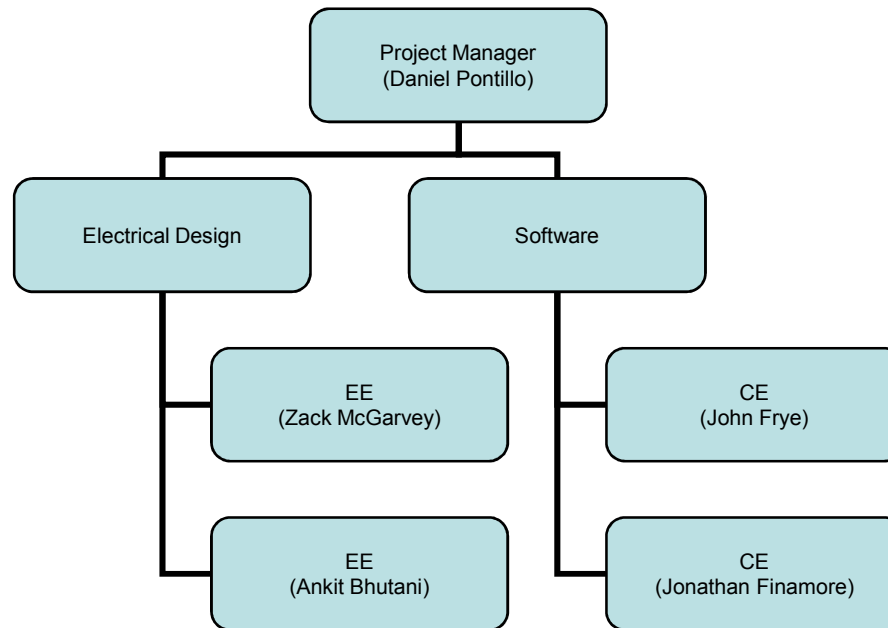 Project Manager
(Daniel Pontillo)
Electrical Design
Software
EE
(Zack McGarvey)
CE
(John Frye)
EE
(Ankit Bhutani)
CE
(Jonathan Finamore)